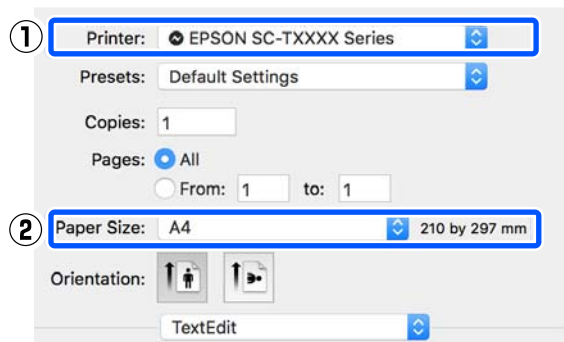 ① Printer: EPSON SC-TXXXX Series
Presets: Default Settings
Copies: 1
Pages: All
From: 1 to: 1
② Paper Size: A4 210 by 297 mm
Orientation:
TextEdit